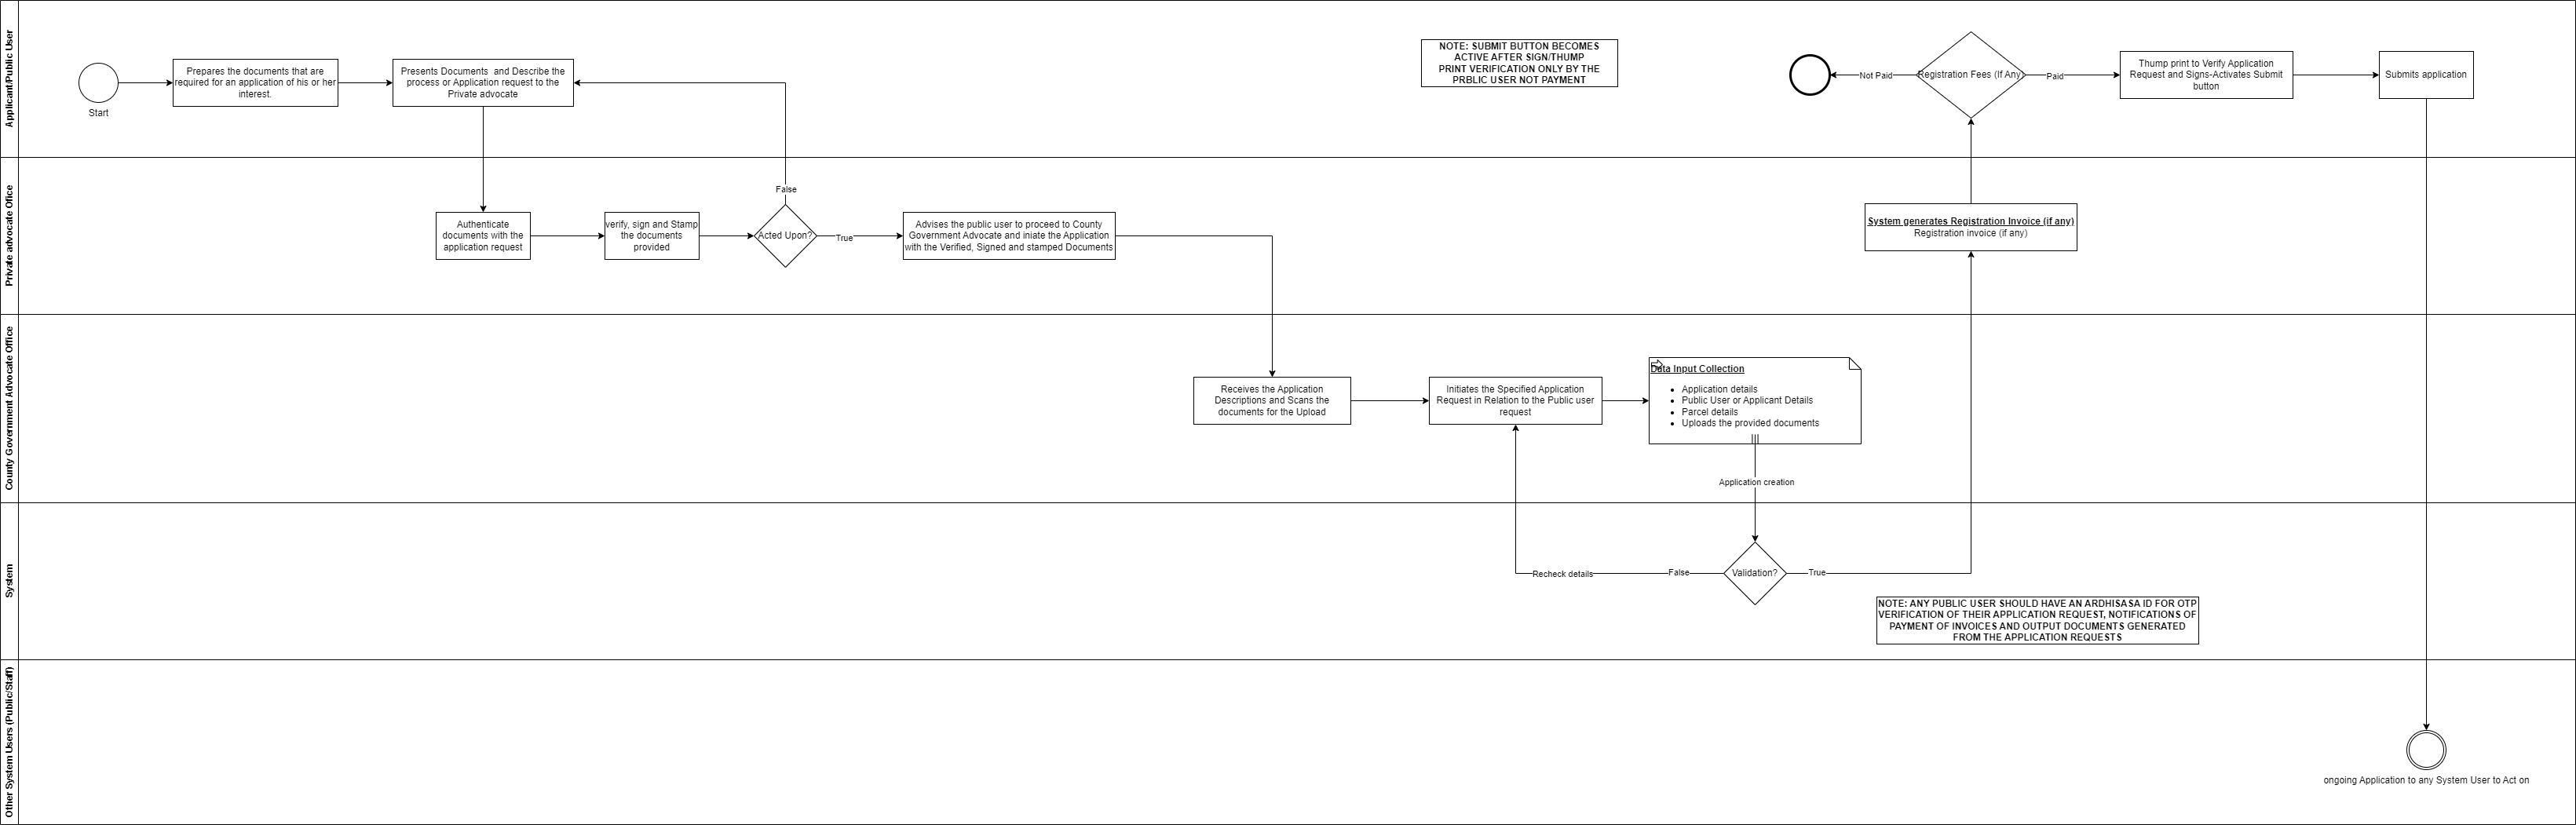 Applicant/Public User
Start
Prepares the documents that are
required for an application of his or her
interest.
Presents Documents and Describe the
process or Application request to the
Private advocate
NOTE: SUBMIT BUTTON BECOMES
ACTIVE AFTER SIGN/THUMP
PRINT VERIFICATION ONLY BY THE
PRBLIC USER NOT PAYMENT
Not Paid
Registration Fees (If Any)
Paid
Thump print to Verify Application
Request and Signs-Activates Submit
button
Submits application
Private advocate Ofice
Authenticate
documents with the
application request
verify, sign and Stamp
the documents
provided
False
Acted Upon?
True
Advises the public user to proceed to County
Government Advocate and iniate the Application
with the Verified, Signed and stamped Documents
System generates Registration Invoice (if any)
Registration invoice (if any)
County Government Advocate Office
Receives the Application
Descriptions and Scans the
documents for the Upload
Initiates the Specified Application
Request in Relation to the Public user
request
Data Input Collection
• Application details
• Public User or Applicant Details
• Parcel details
• Uploads the provided documents
Application creation
System
Recheck details
False
Validation?
True
NOTE: ANY PUBLIC USER SHOULD HAVE AN ARDHISASA ID FOR OTP
VERIFICATION OF THEIR APPLICATION REQUEST, NOTIFICATIONS OF
PAYMENT OF INVOICES AND OUTPUT DOCUMENTS GENERATED
FROM THE APPLICATION REQUESTS
Other System Users (Public/Staff)
ongoing Application to any System User to Act on